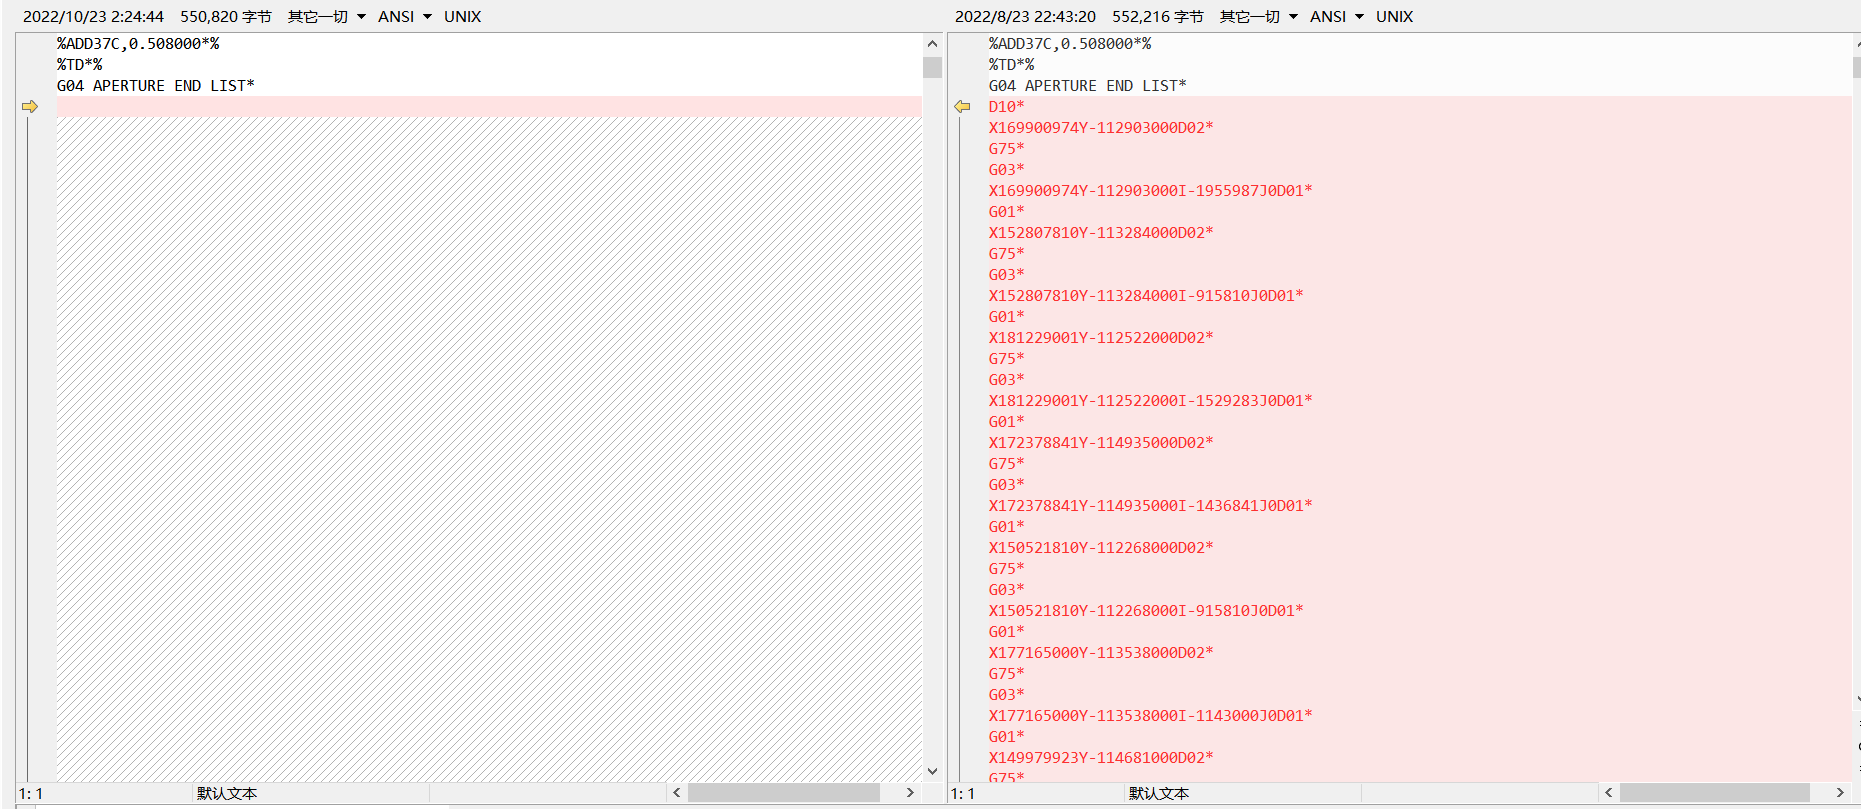 2022/10/23 2:24:44 550,820 字节 其它一切 ANSI UNIX
%ADD37C,0.508000*%
%TD*%
G04 APERTURE END LIST*
1: 1 默认文本
2022/8/23 22:43:20 552,216 字节 其它一切 ANSI UNIX
%ADD37C,0.508000*%
%TD*%
G04 APERTURE END LIST*
D10*
X169900974Y-112903000D02*
G75*
G03*
X169900974Y-112903000I-1955987J0D01*
G01*
X152807810Y-113284000D02*
G75*
G03*
X152807810Y-113284000I-915810J0D01*
G01*
X181229001Y-112522000D02*
G75*
G03*
X181229001Y-112522000I-1529283J0D01*
G01*
X172378841Y-114935000D02*
G75*
G03*
X172378841Y-114935000I-1436841J0D01*
G01*
X150521810Y-112268000D02*
G75*
G03*
X150521810Y-112268000I-915810J0D01*
G01*
X177165000Y-113538000D02*
G75*
G03*
X177165000Y-113538000I-1143000J0D01*
G01*
X149979923Y-114681000D02*
G75*
1: 1 默认文本